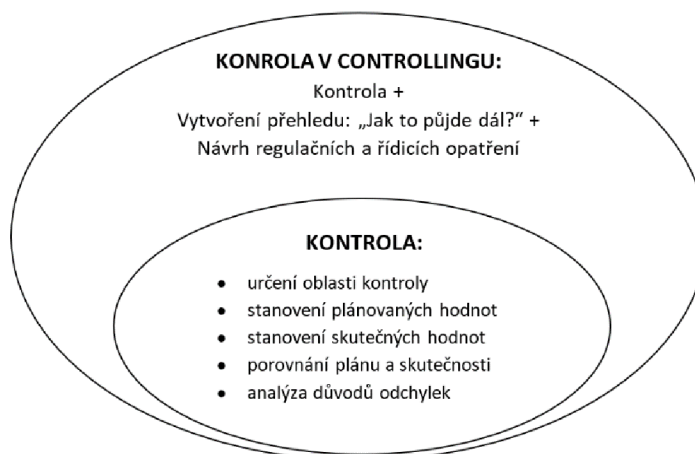 KONROLA V CONTROLLINGU:
Kontrola +
Vytvoření přehledu: „Jak to půjde dál?“ +
Návrh regulačních a řídicích opatření
KONTROLA:
• určení oblasti kontroly
• stanovení plánovaných hodnot
• stanovení skutečných hodnot
• porovnání plánu a skutečnosti
• analýza důvodů odchylek